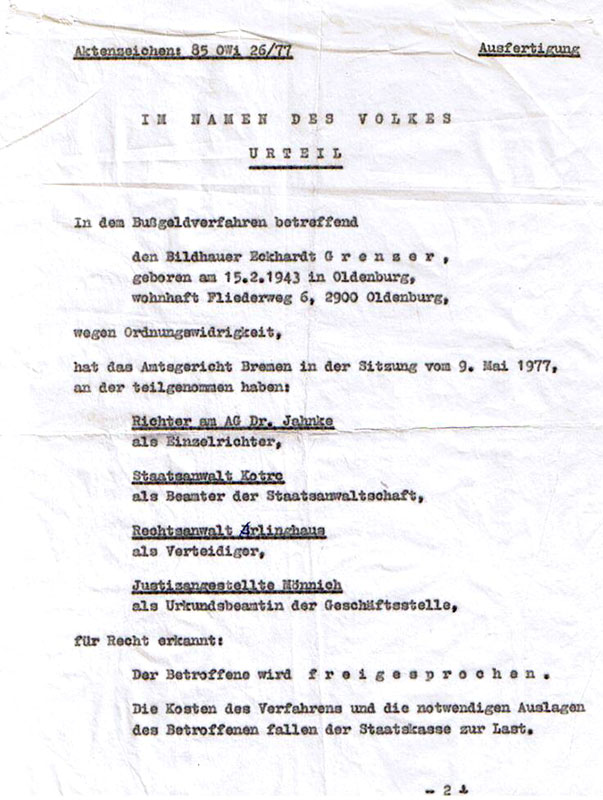 Aktenzeichen: 85 OWi 26/77 Ausfertigung
I M  N A M E N  D E S  V O L K E S
U R T E I L
In dem Bußgeldverfahren betreffend
den Bildhauer Eckhardt G r e n z e r ,
geboren am 15.2.1943 in Oldenburg,
wohnhaft Fliederweg 6, 2900 Oldenburg,
wegen Ordnungswidrigkeit,
hat das Amtsgericht Bremen in der Sitzung vom 9. Mai 1977,
an der teilgenommen haben:
Richter am AG Dr. Jahnke
als Einzelrichter,
Staatsanwalt Kotre
als Beamter der Staatsanwaltschaft,
Rechtsanwalt Arlinghaus
als Verteidiger,
Justizangestellte Mönnich
als Urkundsbeamtin der Geschäftsstelle,
für Recht erkannt:
Der Betroffene wird f r e i g e s p r o c h e n .
Die Kosten des Verfahrens und die notwendigen Auslagen
des Betroffenen fallen der Staatskasse zur Last.
- 2 -